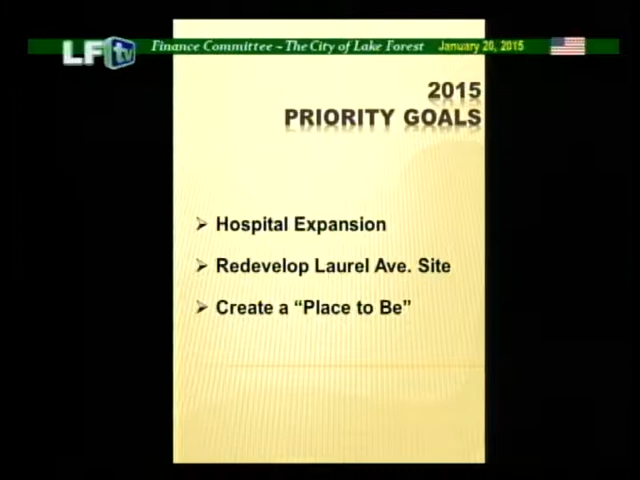 LFtv Finance Committee - The City of Lake Forest January 20, 2015
2015
PRIORITY GOALS
➢ Hospital Expansion
➢ Redevelop Laurel Ave. Site
➢ Create a “Place to Be”